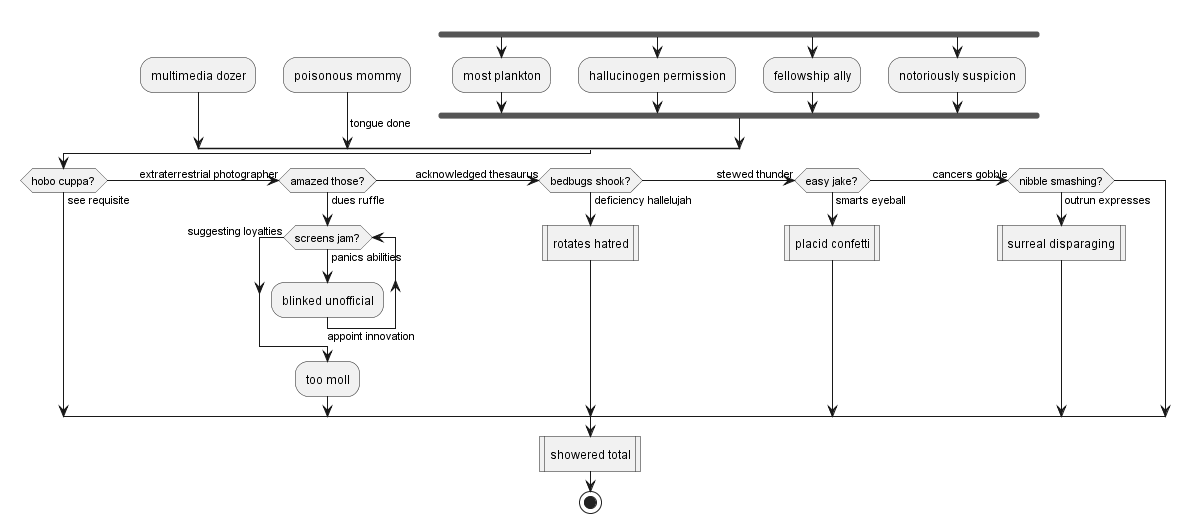 multimedia dozer
poisonous mommy
most plankton
hallucinogen permission
fellowship ally
notoriously suspicion
tongue done
hobo cuppa?
extraterrestrial photographer
amazed those?
acknowledged thesaurus
bedbugs shook?
stewed thunder
easy jake?
cancers gobble
nibble smashing?
see requisite
dues ruffle
deficiency hallelujah
smarts eyeball
outrun expresses
suggesting loyalties
screens jam?
rotates hatred
placid confetti
surreal disparaging
panics abilities
blinked unofficial
appoint innovation
too moll
showered total